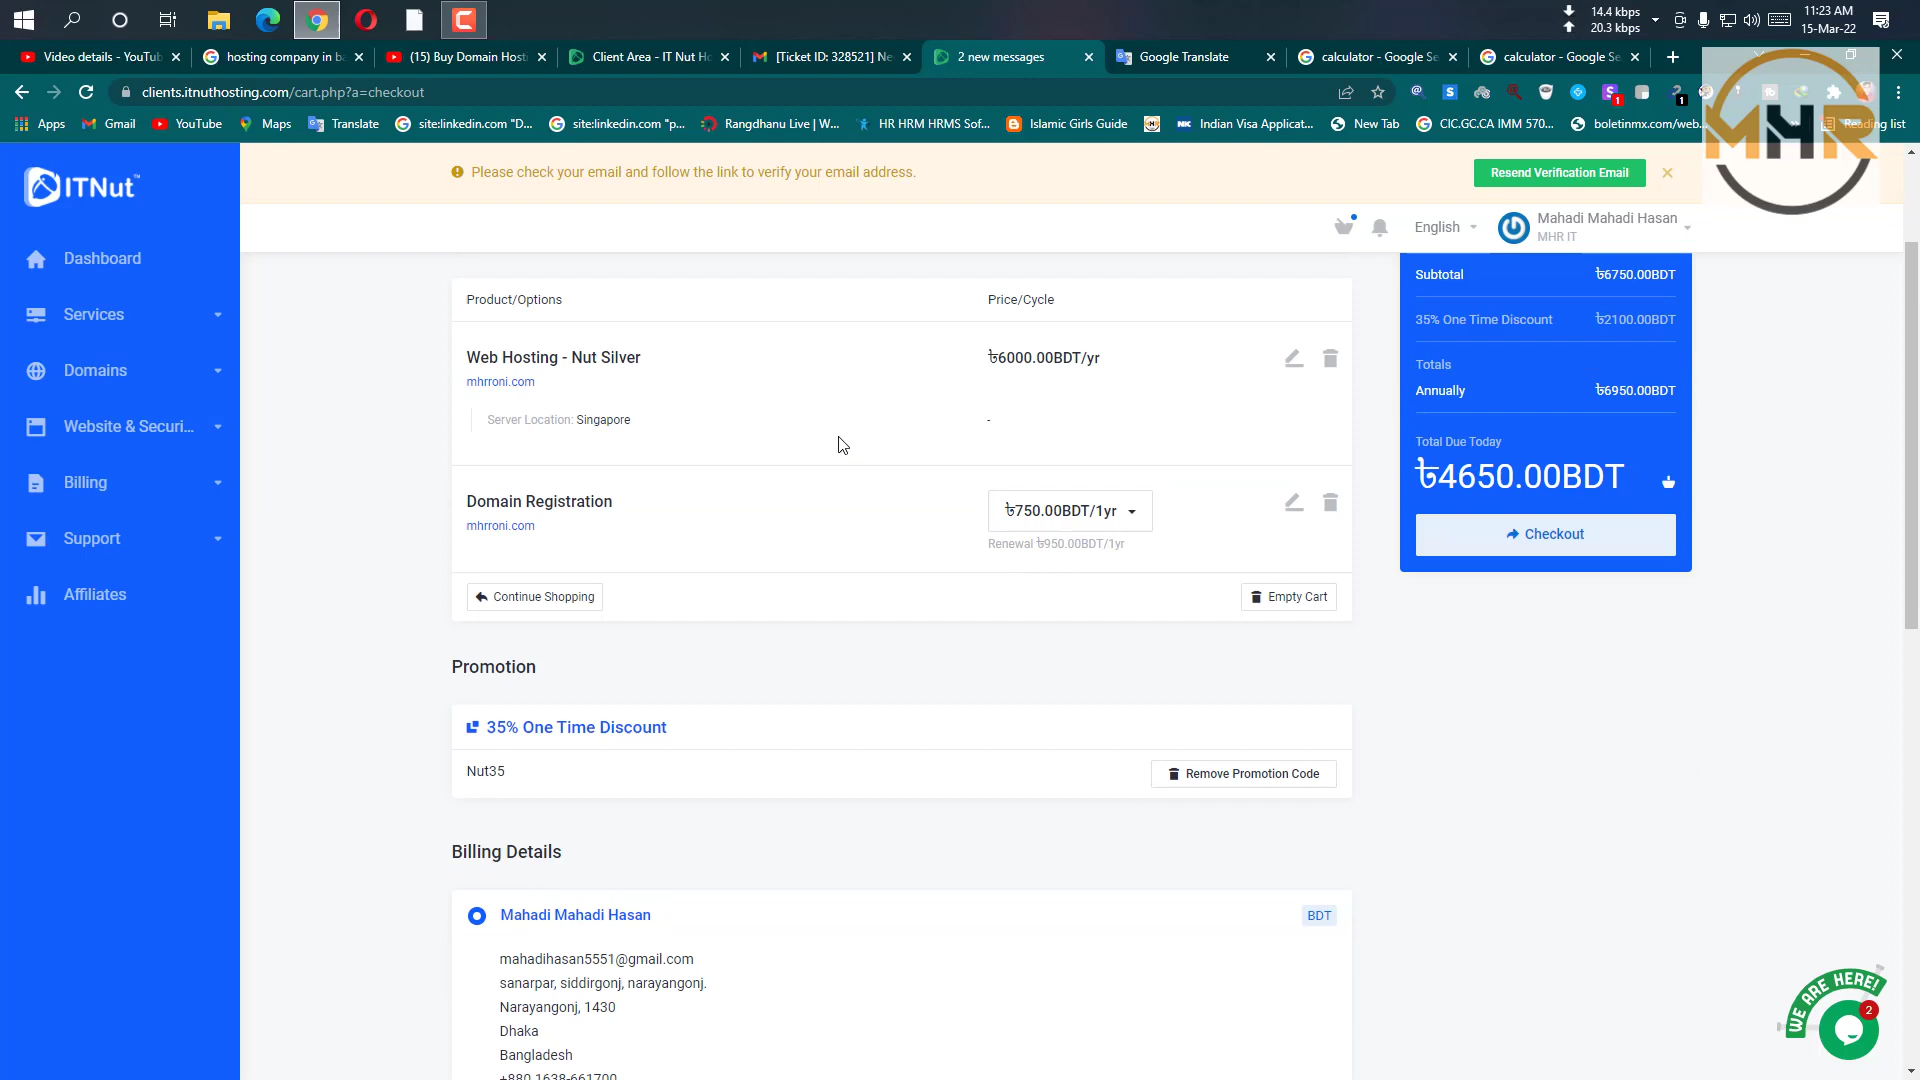 14.4 kbps
20.3 kbps
11:23 AM
15-Mar-22
Video details - YouTub
hosting company in ba
(15) Buy Domain Hosti
Client Area - IT Nut Ho
[Ticket ID: 328521] Ne
2 new messages
Google Translate
calculator - Google Se
calculator - Google Se
clients.itnuthosting.com/cart.php?a=checkout
Apps
Gmail
YouTube
Maps
Translate
site:linkedin.com "D...
site:linkedin.com "p...
Rangdhanu Live | W...
HR HRM HRMS Sof...
Islamic Girls Guide
Indian Visa Applicat...
New Tab
CIC.GC.CA IMM 570...
boletinmx.com/web...
Reading list
MHR
ITNut™
Please check your email and follow the link to verify your email address.
Resend Verification Email
English
Mahadi Mahadi Hasan
MHR IT
Dashboard
Services
Domains
Website & Securi...
Billing
Support
Affiliates
Product/Options
Price/Cycle
Web Hosting - Nut Silver
৳6000.00BDT/yr
mhrroni.com
Server Location: Singapore
-
Domain Registration
৳750.00BDT/1yr
mhrroni.com
Renewal ৳950.00BDT/1yr
Continue Shopping
Empty Cart
Subtotal
৳6750.00BDT
35% One Time Discount
৳2100.00BDT
Totals
Annually
৳6950.00BDT
Total Due Today
৳4650.00BDT
Checkout
Promotion
35% One Time Discount
Nut35
Remove Promotion Code
Billing Details
Mahadi Mahadi Hasan
BDT
mahadihasan5551@gmail.com
sanarpar, siddirgonj, narayangonj.
Narayangonj, 1430
Dhaka
Bangladesh
+880 1638-661700
WE ARE HERE!
2